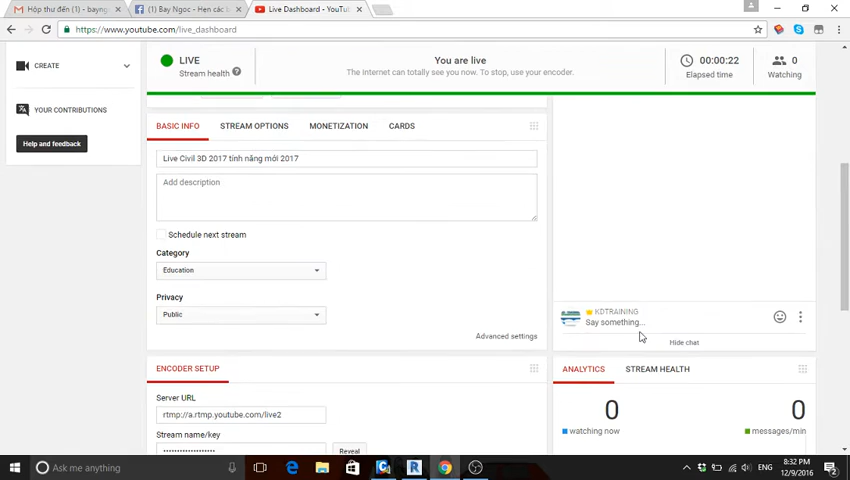 Hộp thư đến (1) - bayng
(1) Bay Ngoc - Hẹn các b
Live Dashboard - YouTu
https://www.youtube.com/live_dashboard
CREATE
YOUR CONTRIBUTIONS
Help and feedback
LIVE
Stream health ?
You are live
The internet can totally see you now. To stop, use your encoder.
00:00:22
Elapsed time
0
Watching
BASIC INFO
STREAM OPTIONS
MONETIZATION
CARDS
Live Civil 3D 2017 tính năng mới 2017
Add description
Schedule next stream
Category
Education
Privacy
Public
Advanced settings
KDTRAINING
Say something...
Hide chat
ENCODER SETUP
Server URL
rtmp://a.rtmp.youtube.com/live2
Stream name/key
••••••••••••••••••••
Reveal
ANALYTICS
STREAM HEALTH
0
watching now
0
messages/min
Ask me anything
ENG
8:32 PM
12/9/2016